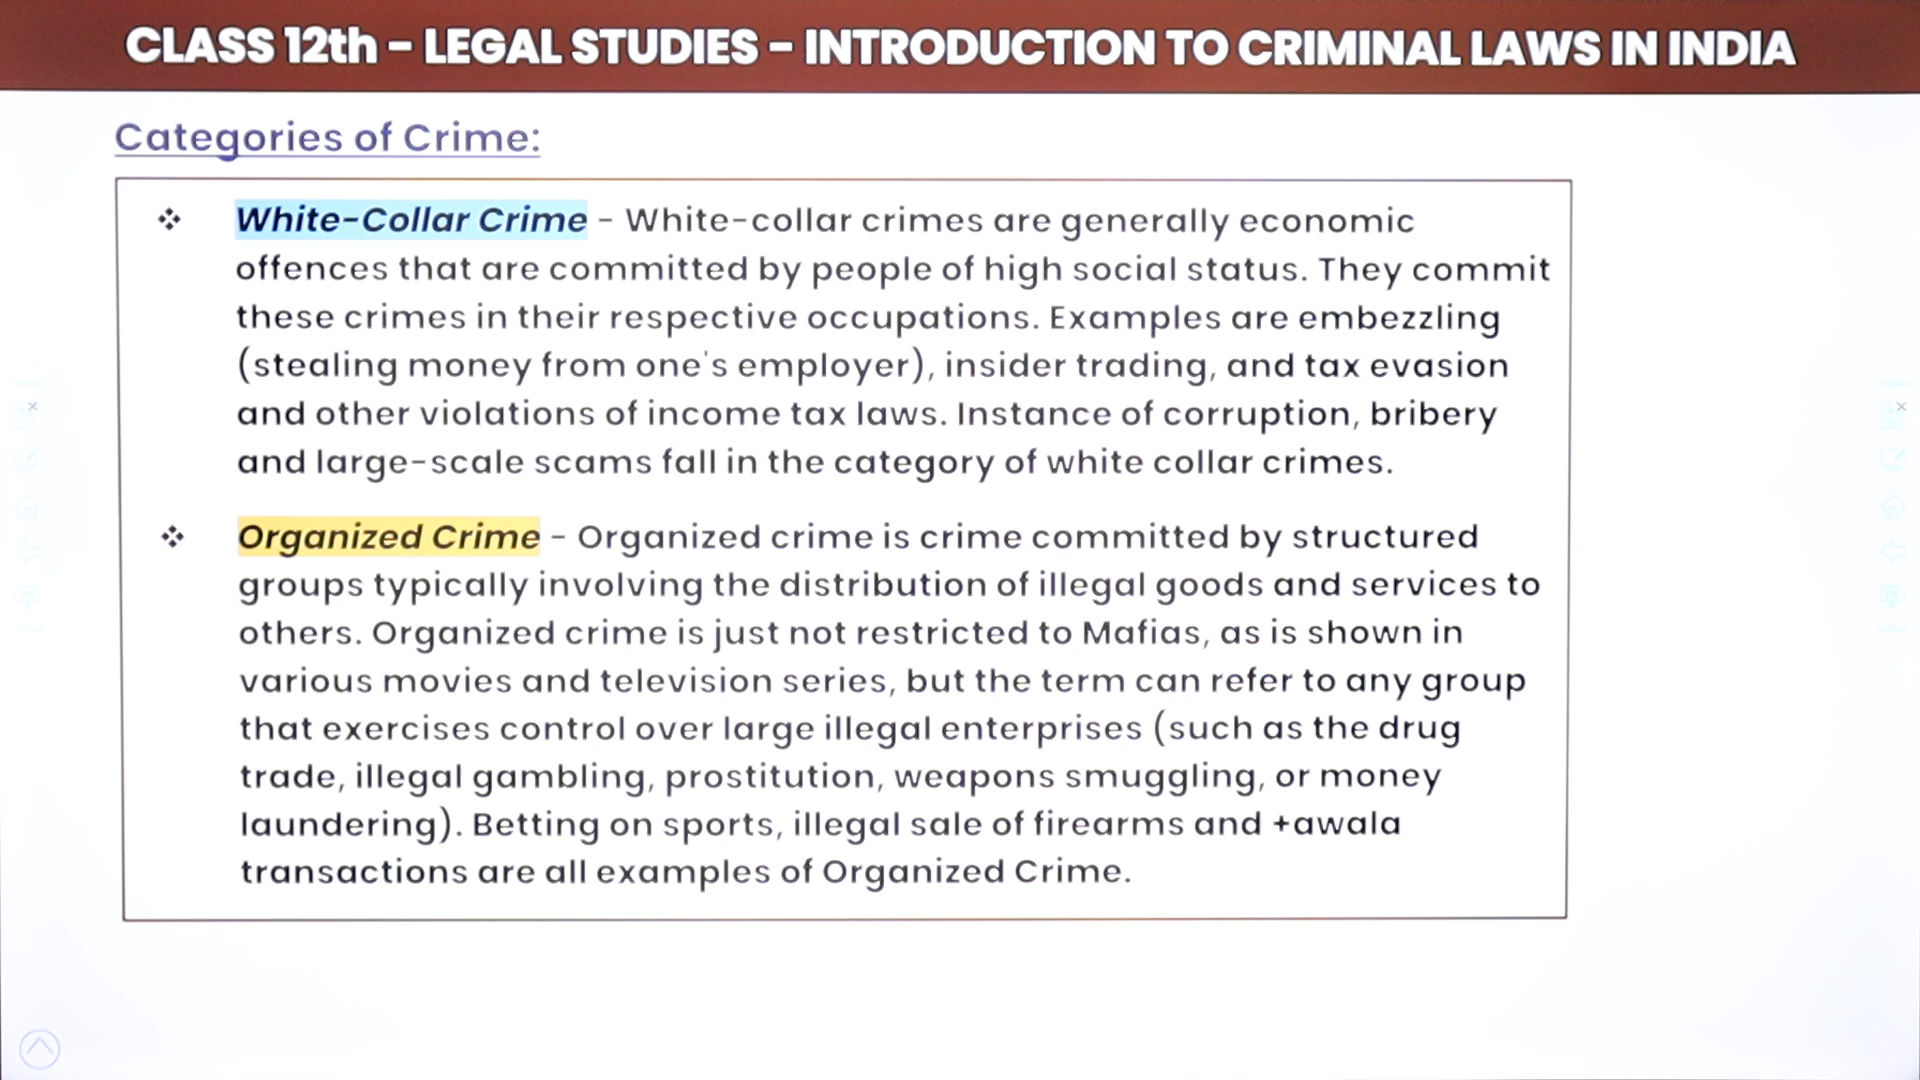 CLASS 12th – LEGAL STUDIES – INTRODUCTION TO CRIMINAL LAWS IN INDIA
Categories of Crime:
❖ White-Collar Crime - White-collar crimes are generally economic
offences that are committed by people of high social status. They commit
these crimes in their respective occupations. Examples are embezzling
(stealing money from one's employer), insider trading, and tax evasion
and other violations of income tax laws. Instance of corruption, bribery
and large-scale scams fall in the category of white collar crimes.
❖ Organized Crime - Organized crime is crime committed by structured
groups typically involving the distribution of illegal goods and services to
others. Organized crime is just not restricted to Mafias, as is shown in
various movies and television series, but the term can refer to any group
that exercises control over large illegal enterprises (such as the drug
trade, illegal gambling, prostitution, weapons smuggling, or money
laundering). Betting on sports, illegal sale of firearms and +awala
transactions are all examples of Organized Crime.